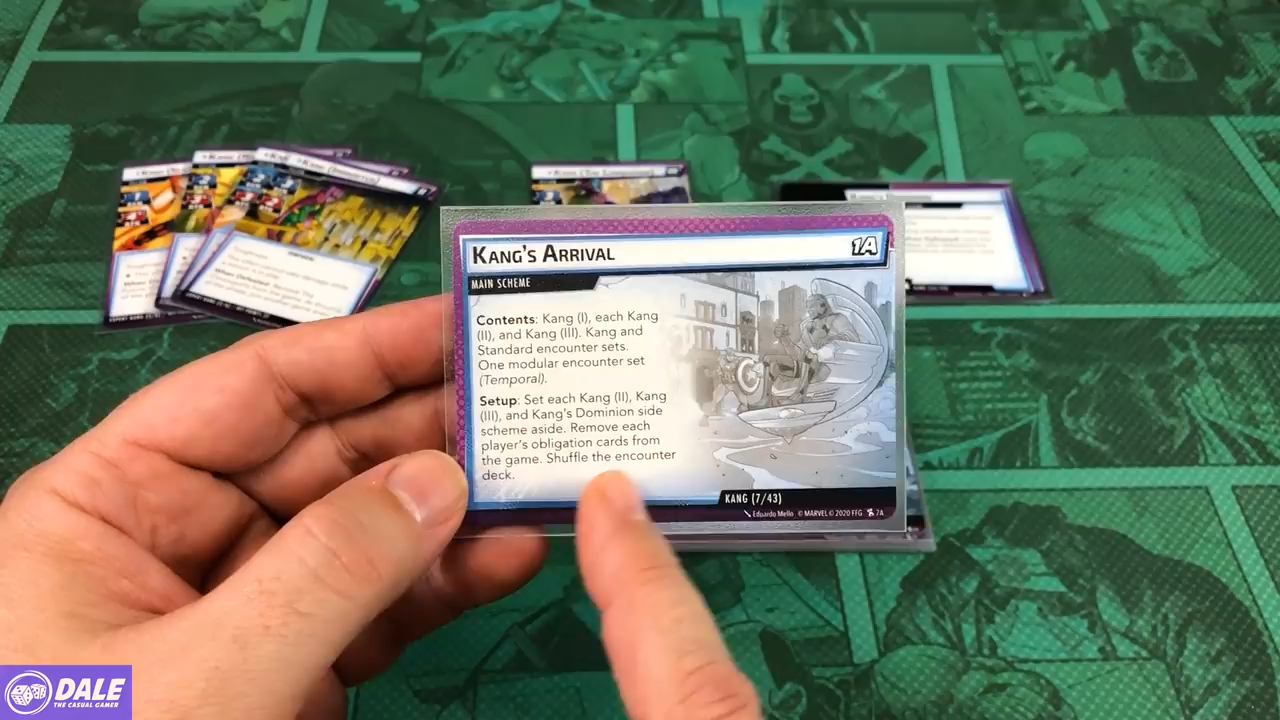 KANG'S ARRIVAL
1A
MAIN SCHEME
Contents: Kang (I), each Kang
(II), and Kang (III). Kang and
Standard encounter sets.
One modular encounter set
(Temporal).
Setup: Set each Kang (II), Kang
(III), and Kang's Dominion side
scheme aside. Remove each
player's obligation cards from
the game. Shuffle the encounter
deck.
KANG (7/43)
Eduardo Mello © MARVEL © 2020 FFG 7A
DALE
THE CASUAL GAMER